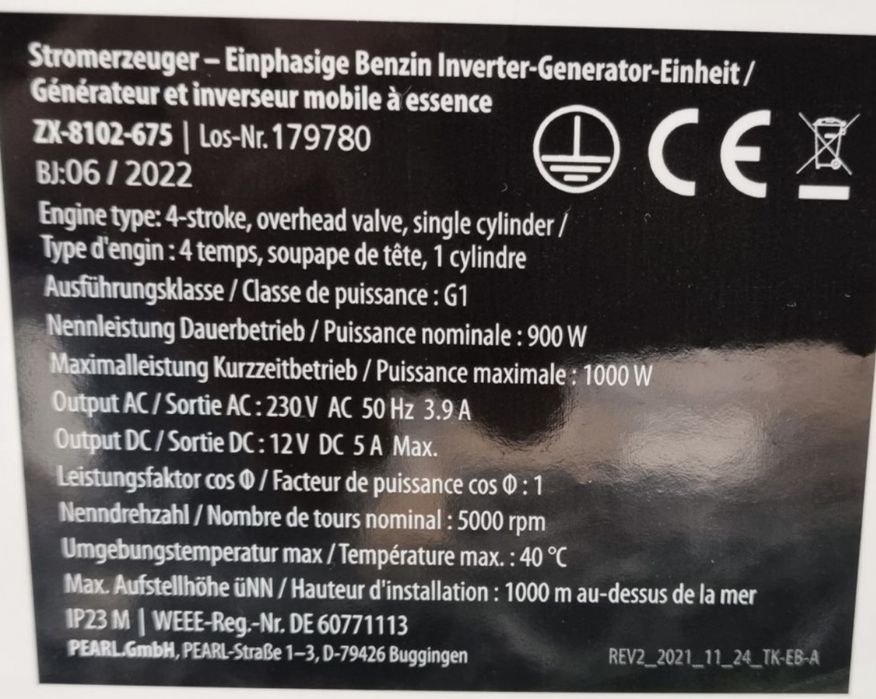 Stromerzeuger – Einphasige Benzin Inverter-Generator-Einheit /
Générateur et inverseur mobile à essence
ZX-8102-675 | Los-Nr. 179780
BJ:06 / 2022
CE
Engine type: 4-stroke, overhead valve, single cylinder /
Type d'engin : 4 temps, soupape de tête, 1 cylindre
Ausführungsklasse / Classe de puissance : G1
Nennleistung Dauerbetrieb / Puissance nominale : 900 W
Maximalleistung Kurzzeitbetrieb / Puissance maximale : 1000 W
Output AC / Sortie AC : 230 V AC 50 Hz 3.9 A
Output DC / Sortie DC : 12 V DC 5 A Max.
Leistungsfaktor cos Φ / Facteur de puissance cos Φ : 1
Nenndrehzahl / Nombre de tours nominal : 5000 rpm
Umgebungstemperatur max / Température max. : 40 °C
Max. Aufstellhöhe üNN / Hauteur d'installation : 1000 m au-dessus de la mer
IP23 M | WEEE-Reg.-Nr. DE 60771113
PEARL.GmbH, PEARL-Straße 1–3, D-79426 Buggingen
REV2_2021_11_24_TK-EB-A